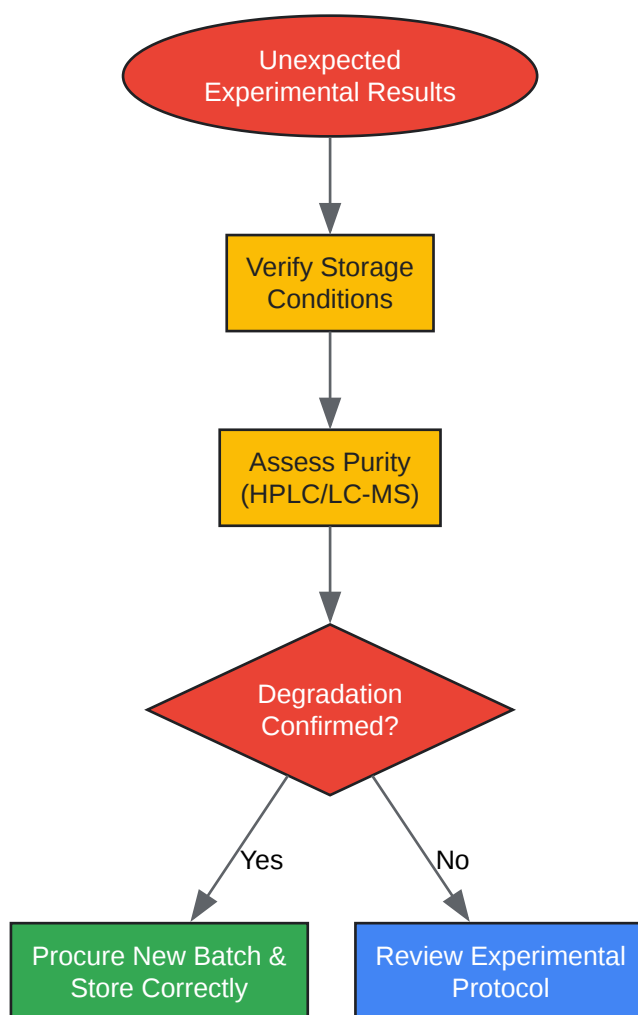 Unexpected
Experimental Results
Verify Storage
Conditions
Assess Purity
(HPLC/LC-MS)
Degradation
Confirmed?
Yes
No
Procure New Batch &
Store Correctly
Review Experimental
Protocol